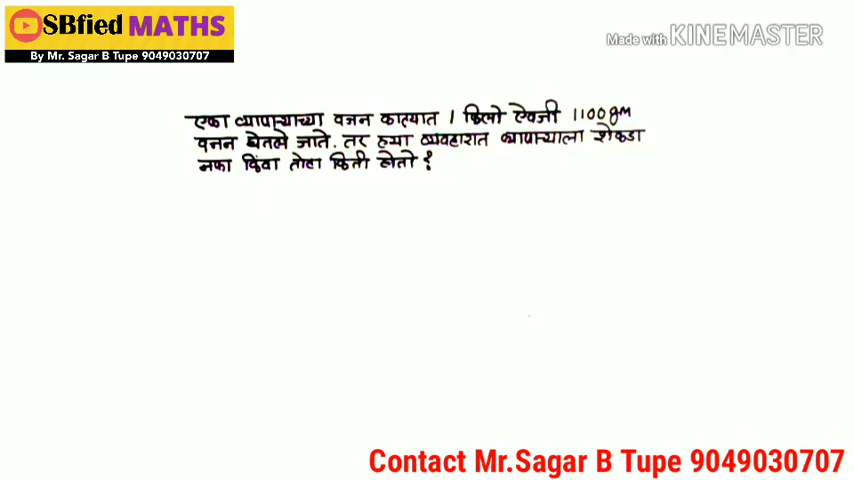 SBfied MATHS
By Mr. Sagar B Tupe 9049030707
Made with KINEMASTER
एका व्यापाऱ्याच्या वजन काट्यात 1 किलो ऐवजी 1100gm
वजन घेतले जाते. तर ह्या व्यवहारात व्यापाऱ्याला शेकडा
नफा किंवा तोटा किती होतो?
Contact Mr.Sagar B Tupe 9049030707